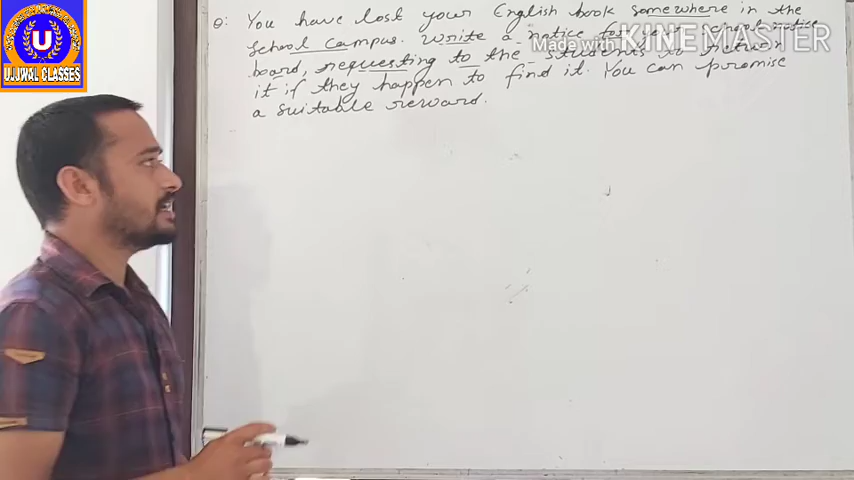 UJJWAL CLASSES
U
UJJWAL CLASSES
Q: You have lost your English book somewhere in the
school campus. Write a notice for your school notice
Made with KINEMASTER
board, requesting to the students to return
it if they happen to find it. You can promise
a suitable reward.